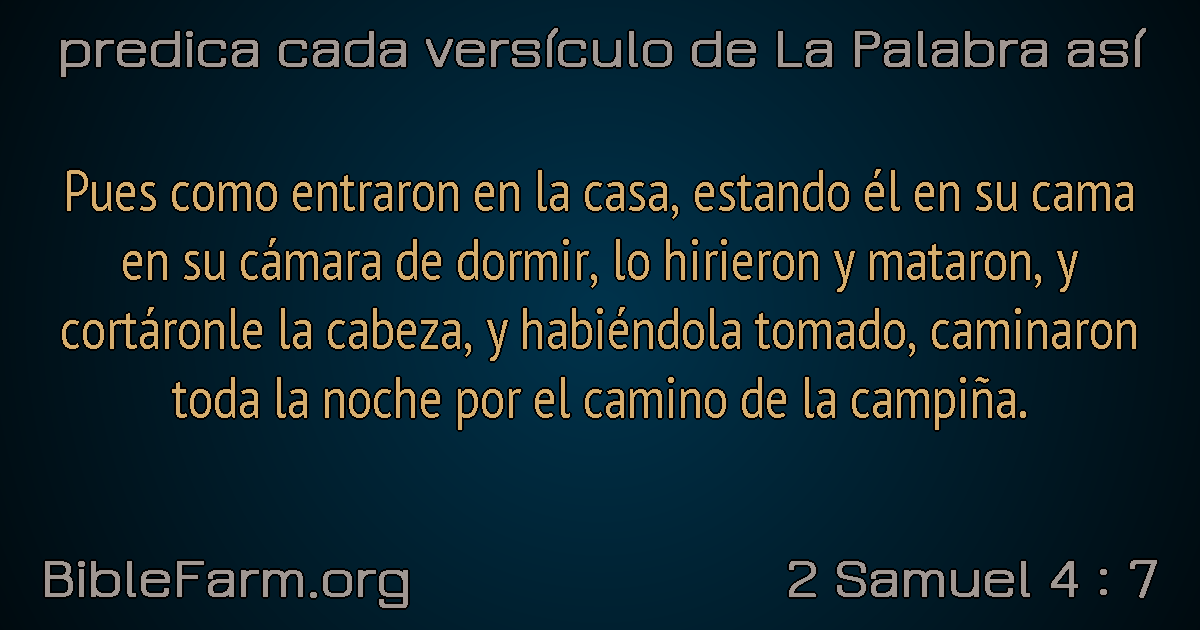 predica cada versículo de La Palabra así
Pues como entraron en la casa, estando él en su cama
en su cámara de dormir, lo hirieron y mataron, y
cortáronle la cabeza, y habiéndola tomado, caminaron
toda la noche por el camino de la campiña.
BibleFarm.org
2 Samuel 4 : 7